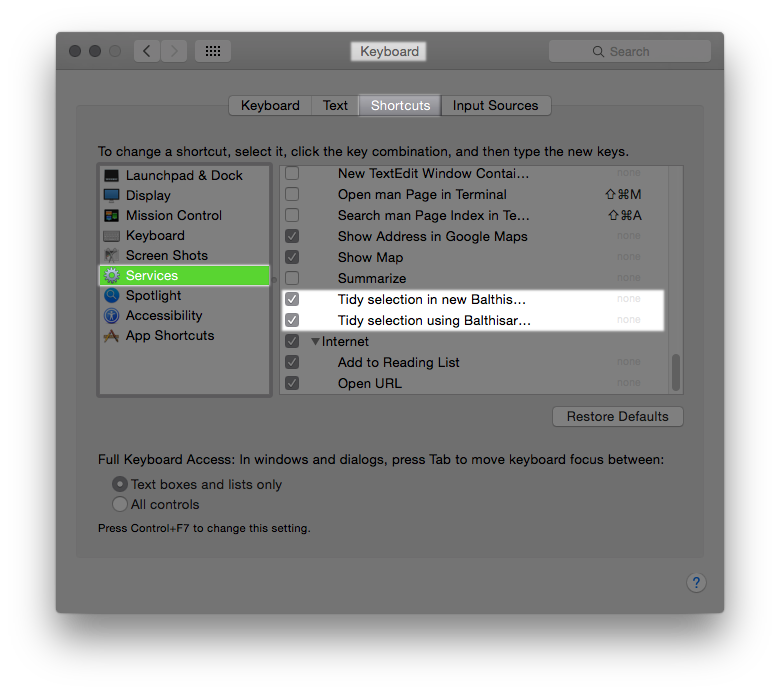 Keyboard
Search
Keyboard Text Shortcuts Input Sources
To change a shortcut, select it, click the key combination, and then type the new keys.
Launchpad & Dock
Display
Mission Control
Keyboard
Screen Shots
Services
Spotlight
Accessibility
App Shortcuts
New TextEdit Window Contai… none
Open man Page in Terminal ⇧⌘M
Search man Page Index in Te… ⇧⌘A
Show Address in Google Maps none
Show Map none
Summarize none
Tidy selection in new Balthis… none
Tidy selection using Balthisar… none
Internet
Add to Reading List none
Open URL none
Restore Defaults
Full Keyboard Access: In windows and dialogs, press Tab to move keyboard focus between:
Text boxes and lists only
All controls
Press Control+F7 to change this setting.
?